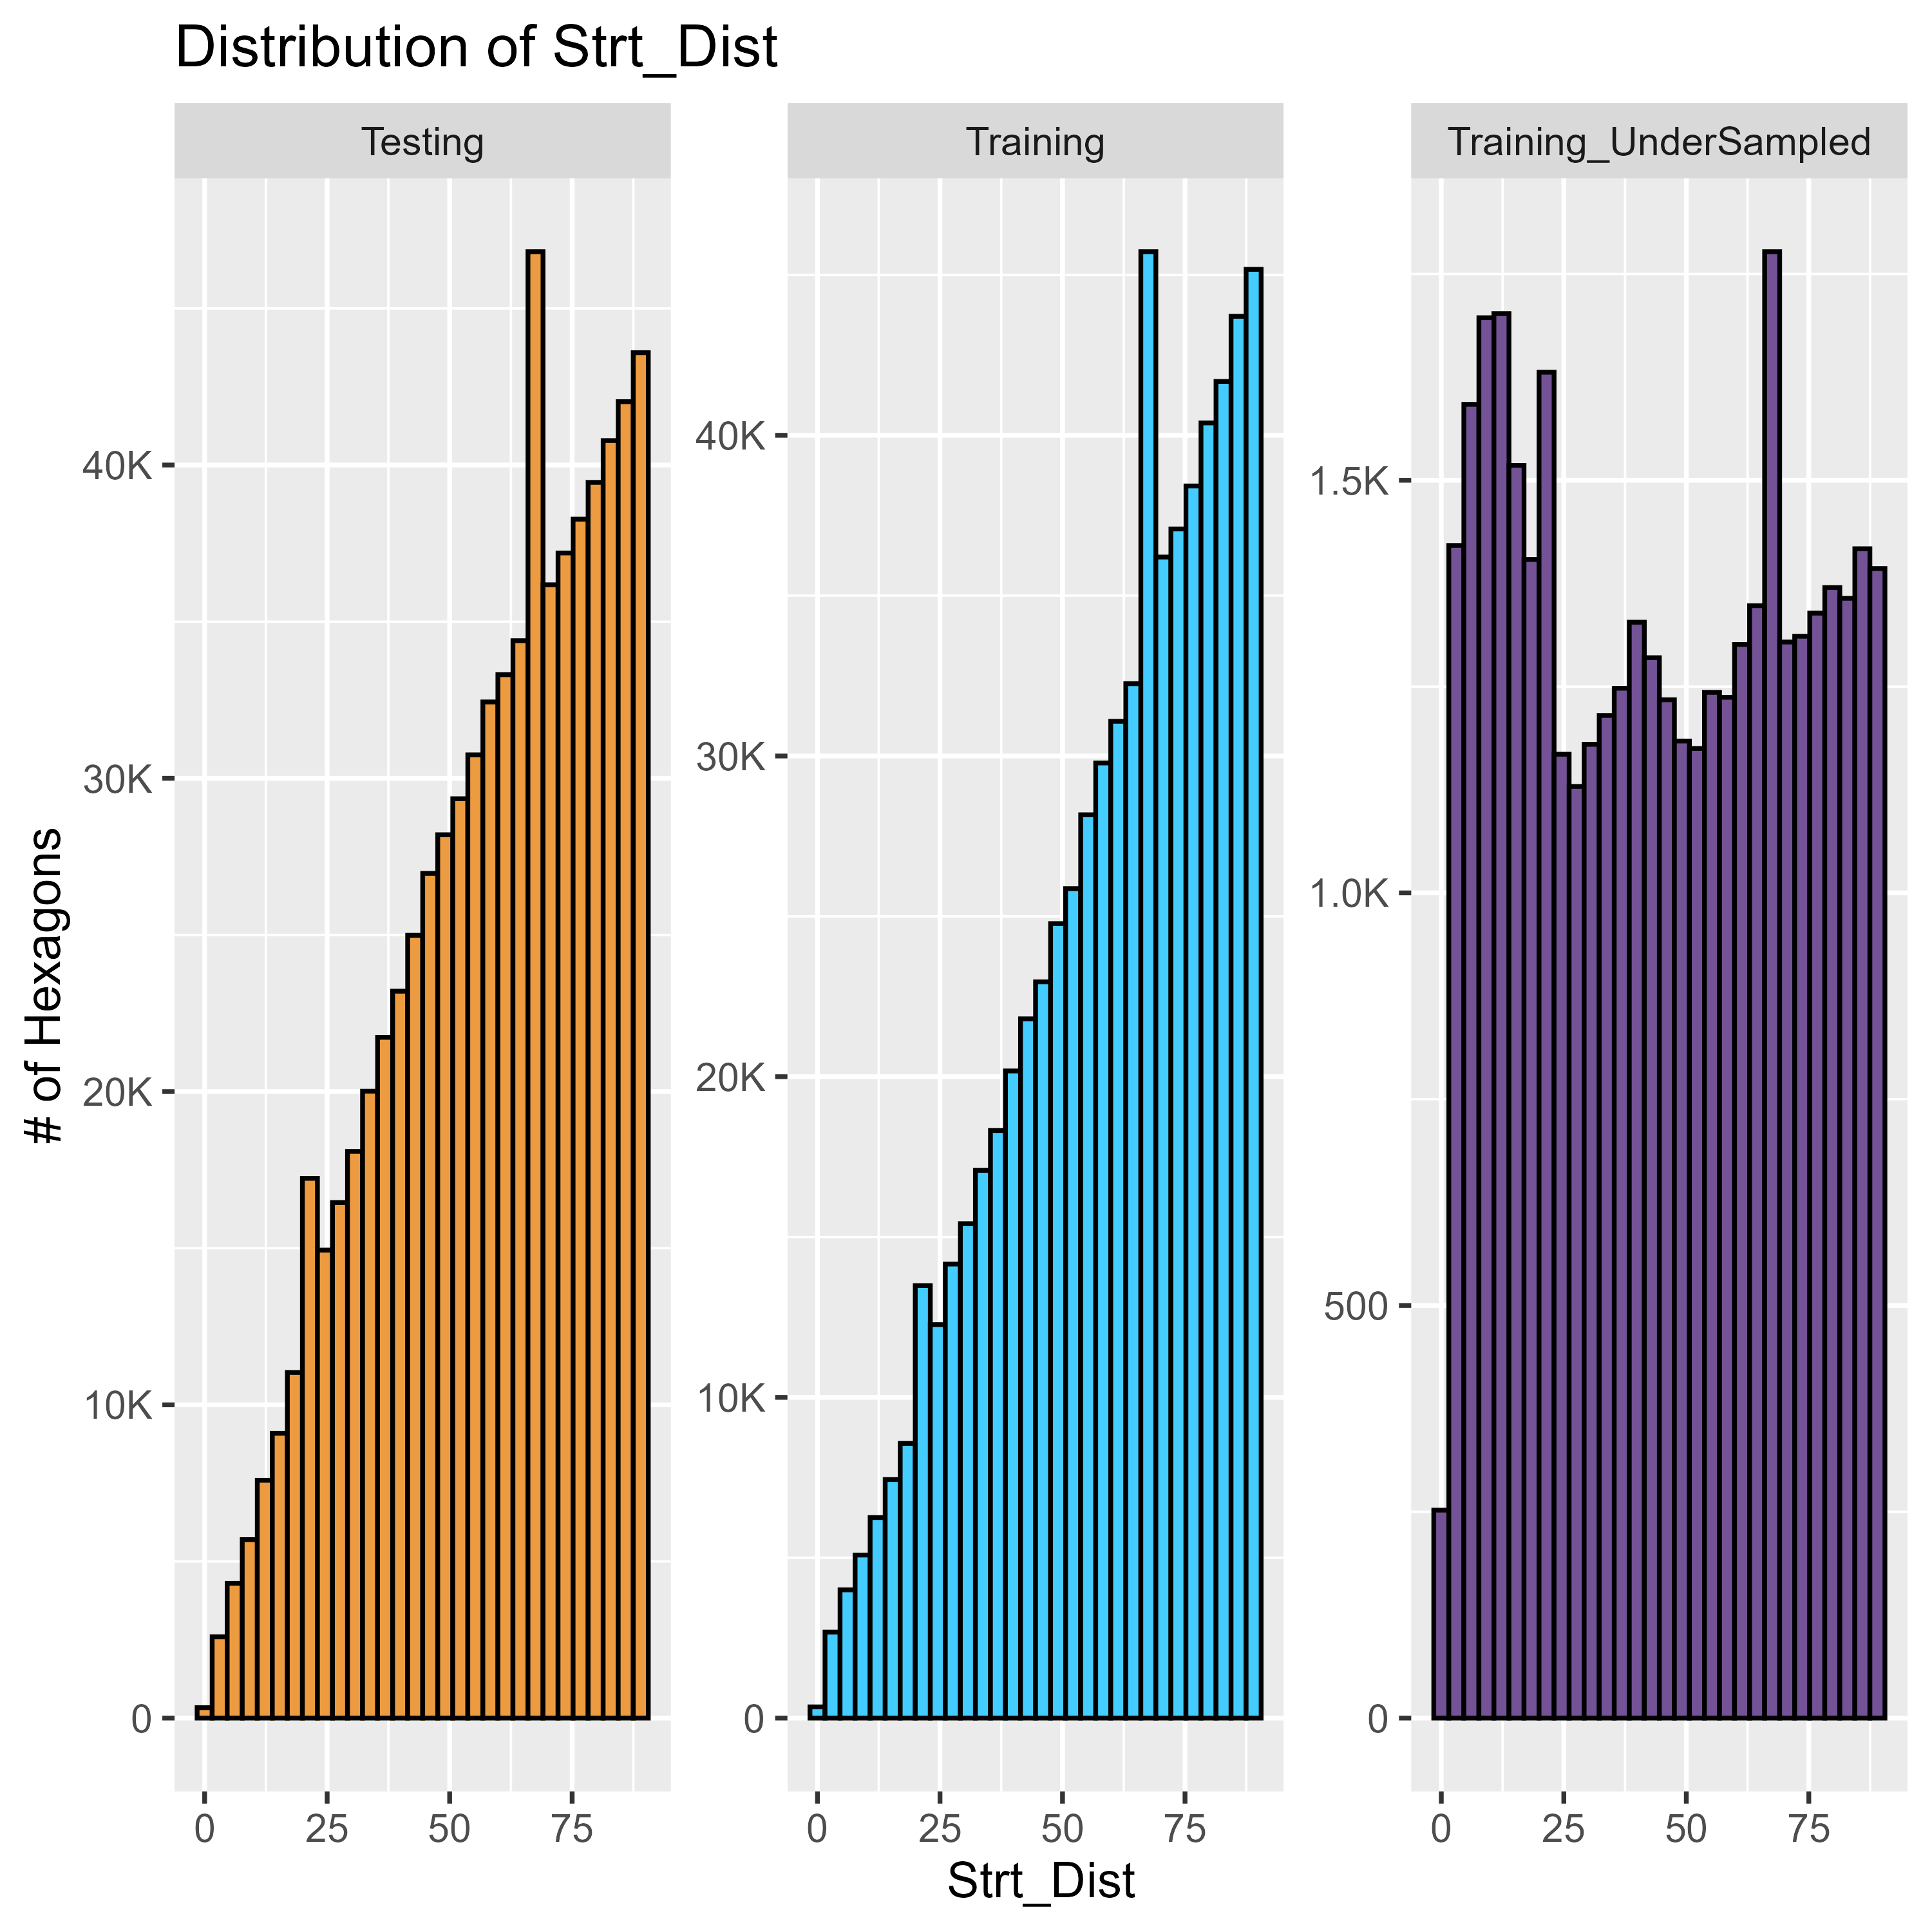 Distribution of Strt_Dist
Testing
Training
Training_UnderSampled
# of Hexagons
40K
30K
20K
10K
0
40K
30K
20K
10K
0
1.5K
1.0K
500
0
0 25 50 75
0 25 50 75
0 25 50 75
Strt_Dist